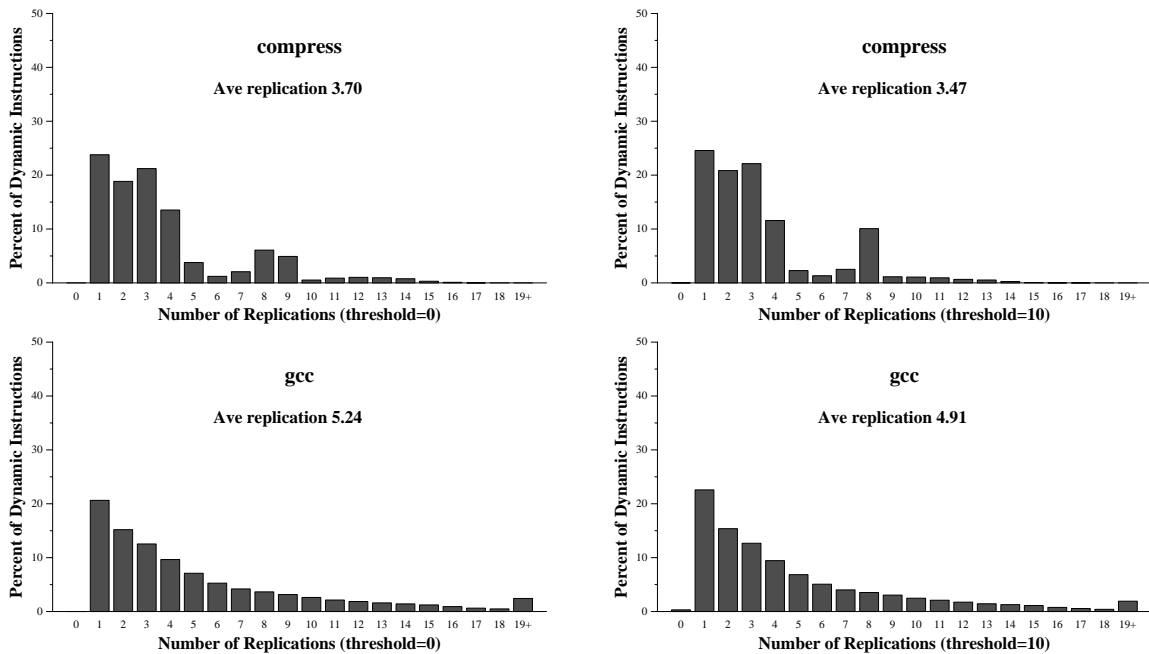 50
40
30
20
10
0
Percent of Dynamic Instructions
compress
Ave replication 3.70
0 1 2 3 4 5 6 7 8 9 10 11 12 13 14 15 16 17 18 19+
Number of Replications (threshold=0)
50
40
30
20
10
0
Percent of Dynamic Instructions
compress
Ave replication 3.47
0 1 2 3 4 5 6 7 8 9 10 11 12 13 14 15 16 17 18 19+
Number of Replications (threshold=10)
50
40
30
20
10
0
Percent of Dynamic Instructions
gcc
Ave replication 5.24
0 1 2 3 4 5 6 7 8 9 10 11 12 13 14 15 16 17 18 19+
Number of Replications (threshold=0)
50
40
30
20
10
0
Percent of Dynamic Instructions
gcc
Ave replication 4.91
0 1 2 3 4 5 6 7 8 9 10 11 12 13 14 15 16 17 18 19+
Number of Replications (threshold=10)